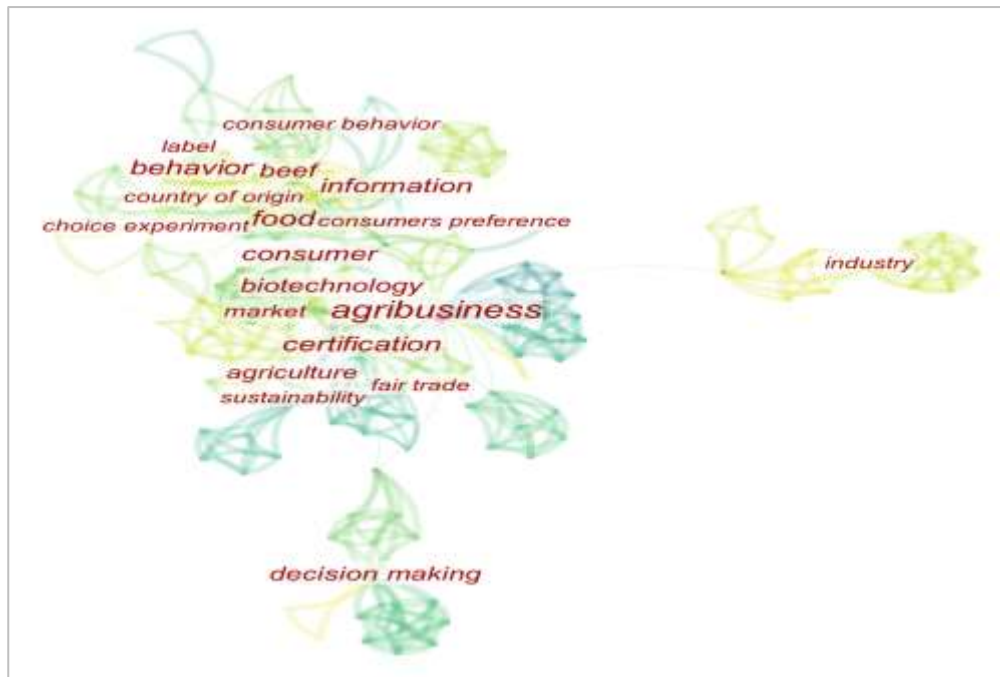 consumer behavior
label
behavior beef
information
country of origin
choice experiment food consumers preference
consumer
industry
biotechnology
market agribusiness
certification
agriculture
fair trade
sustainability
decision making